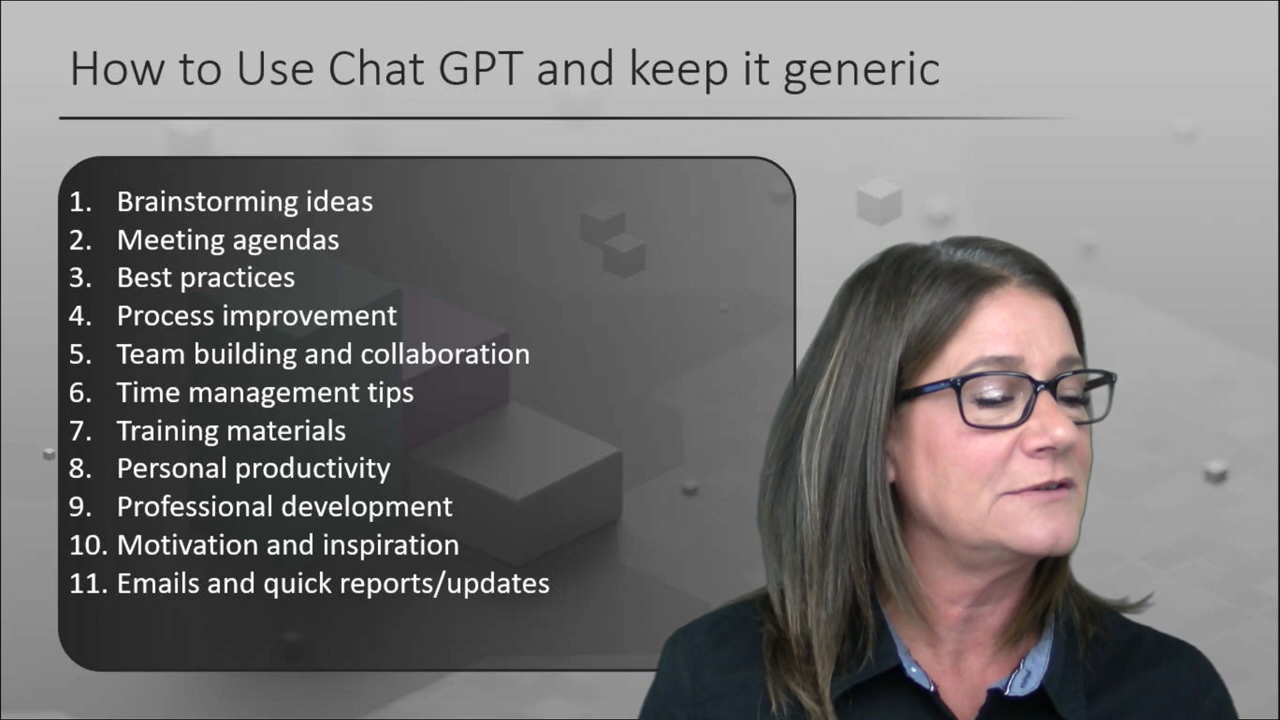 How to Use Chat GPT and keep it generic
1. Brainstorming ideas
2. Meeting agendas
3. Best practices
4. Process improvement
5. Team building and collaboration
6. Time management tips
7. Training materials
8. Personal productivity
9. Professional development
10. Motivation and inspiration
11. Emails and quick reports/updates